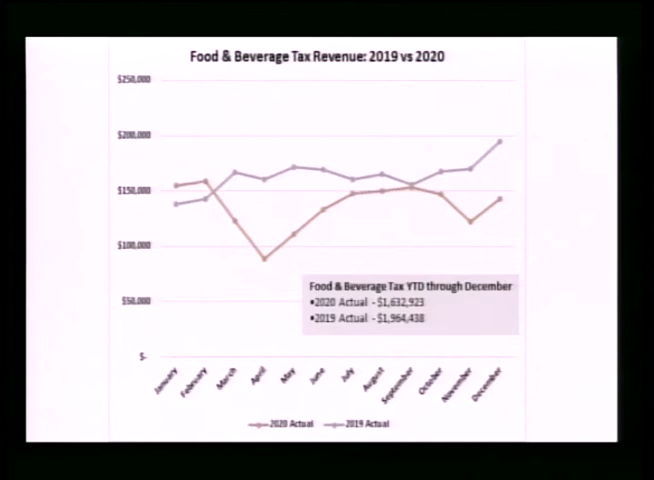 Food & Beverage Tax Revenue: 2019 vs 2020
$250,000
$200,000
$150,000
$100,000
$50,000
$-
Food & Beverage Tax YTD through December
•2020 Actual - $1,632,923
•2019 Actual - $1,964,438
January
February
March
April
May
June
July
August
September
October
November
December
2020 Actual
2019 Actual